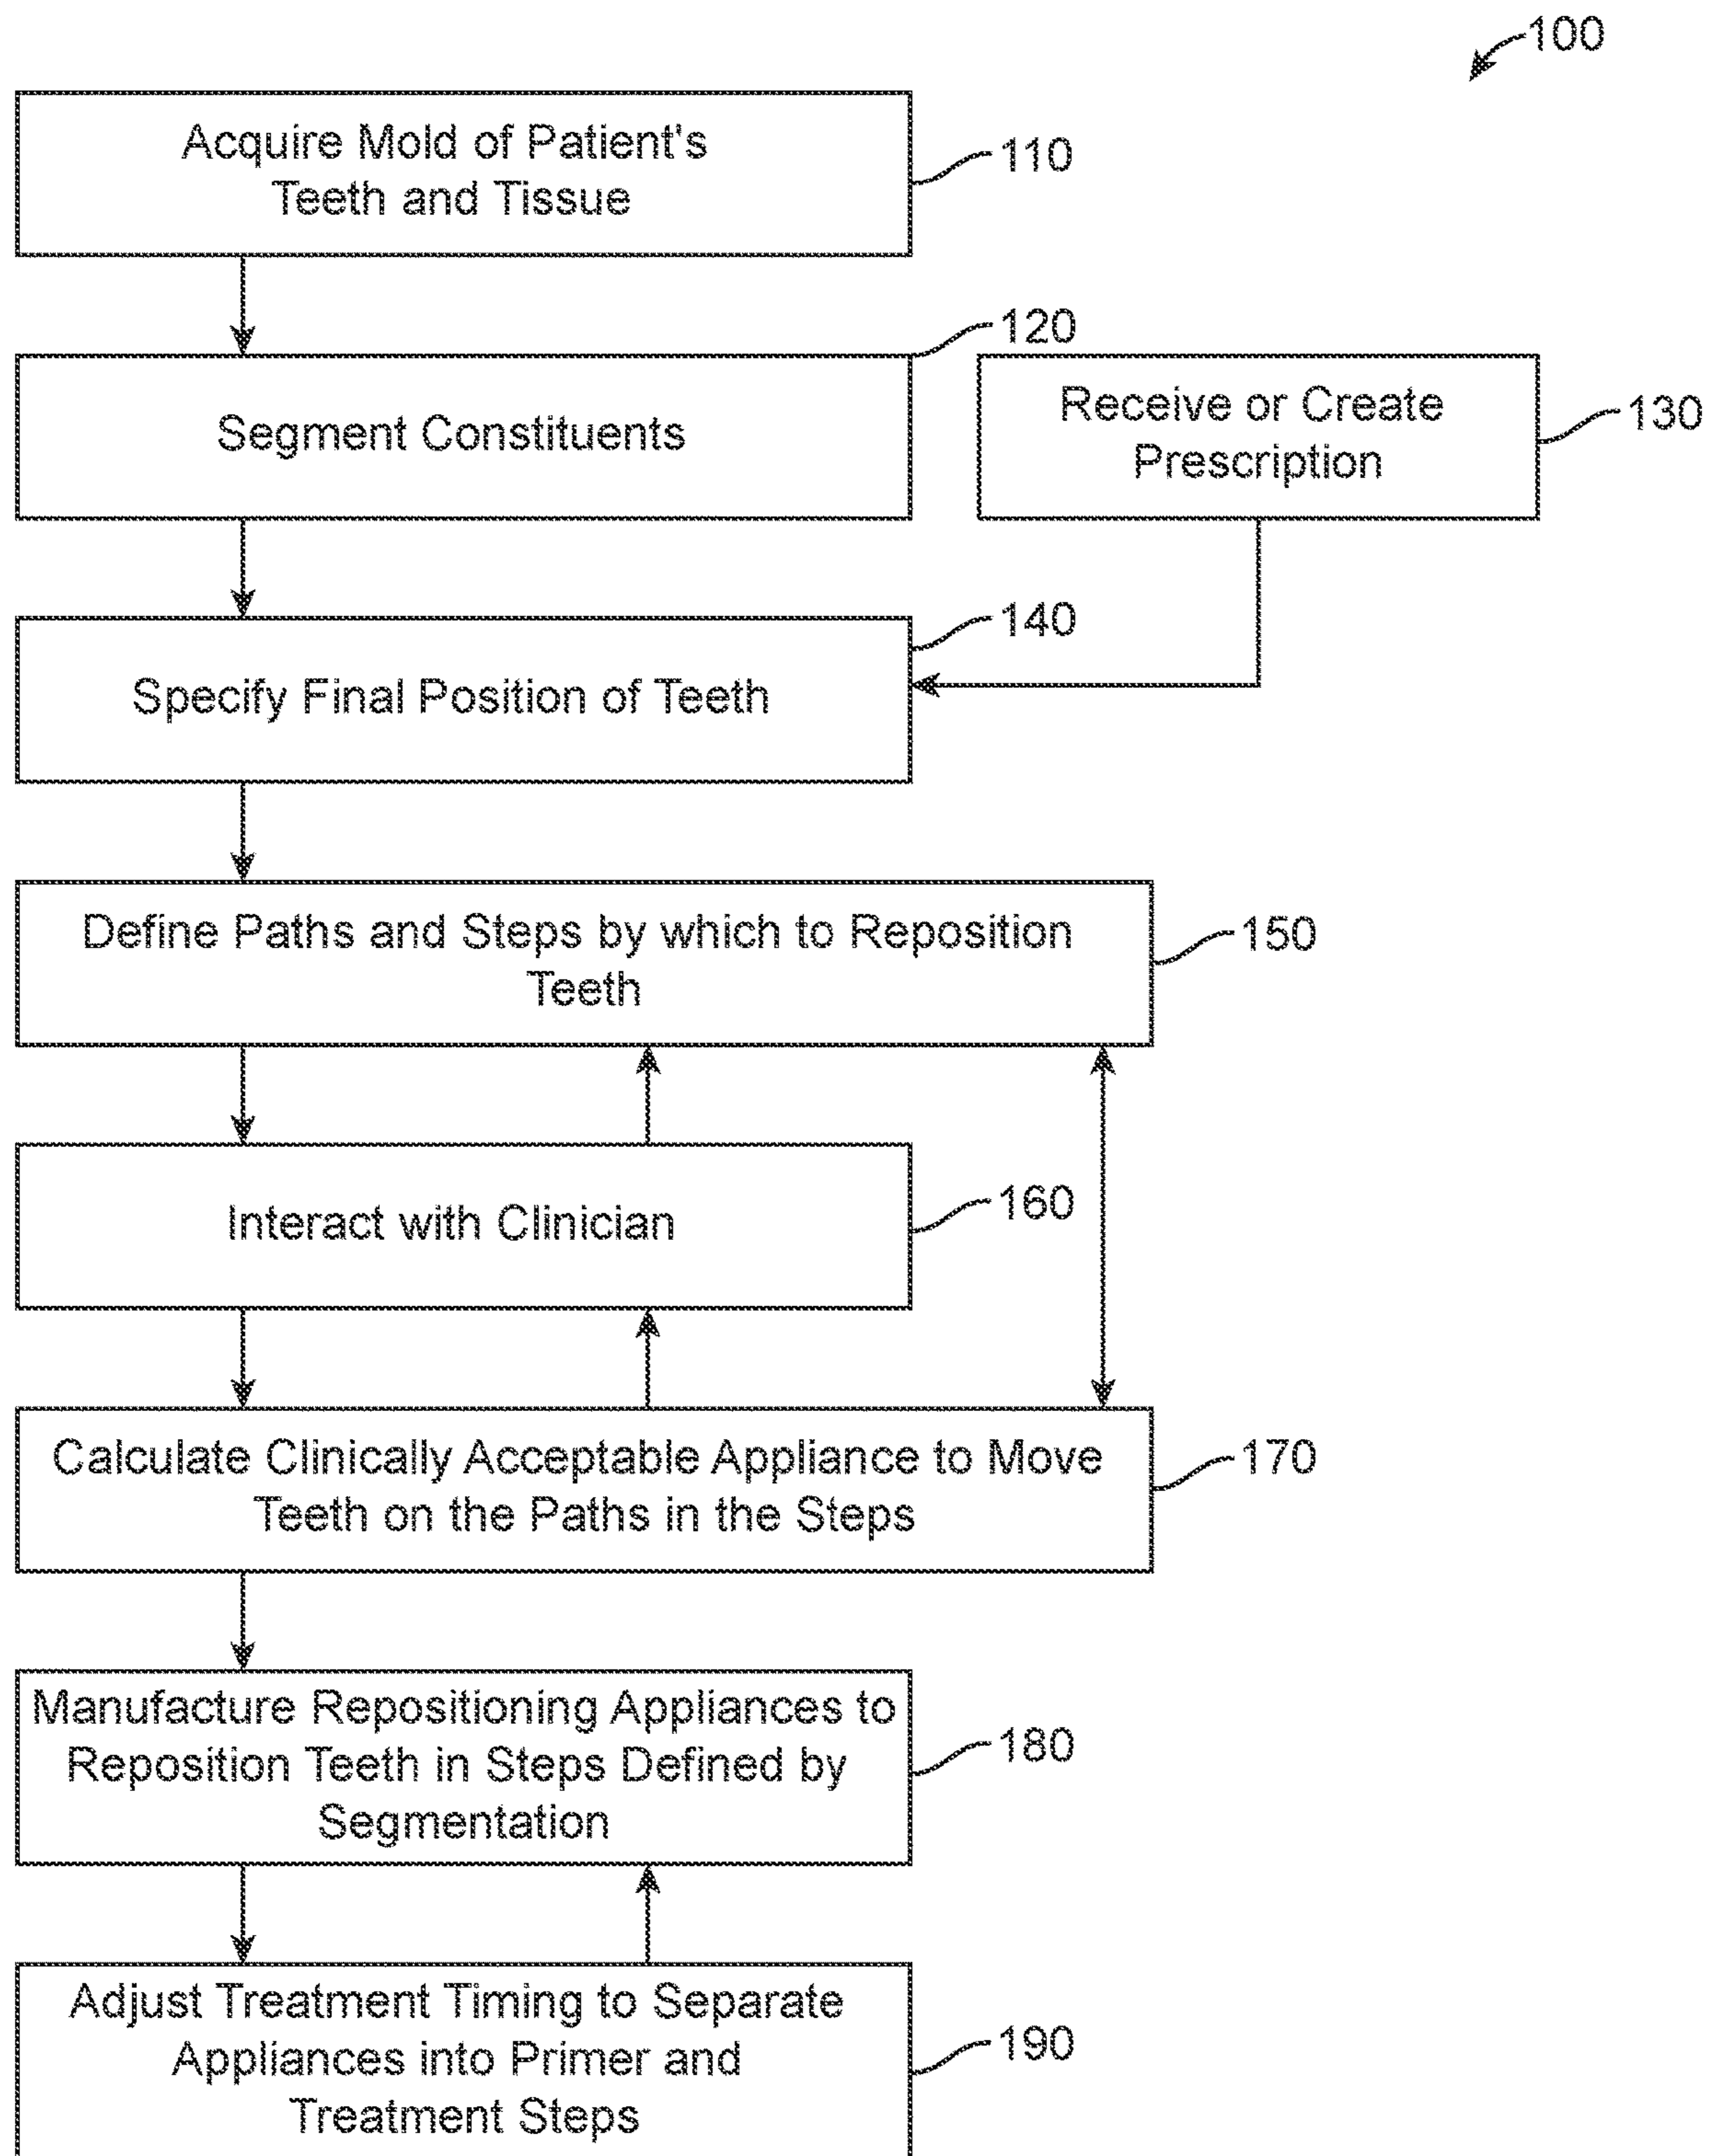 100
Acquire Mold of Patient's
Teeth and Tissue
110
120
Segment Constituents
Receive or Create
Prescription
130
140
Specify Final Position of Teeth
Define Paths and Steps by which to Reposition
Teeth
150
Interact with Clinician
160
Calculate Clinically Acceptable Appliance to Move
Teeth on the Paths in the Steps
170
Manufacture Repositioning Appliances to
Reposition Teeth in Steps Defined by
Segmentation
180
Adjust Treatment Timing to Separate
Appliances into Primer and
Treatment Steps
190